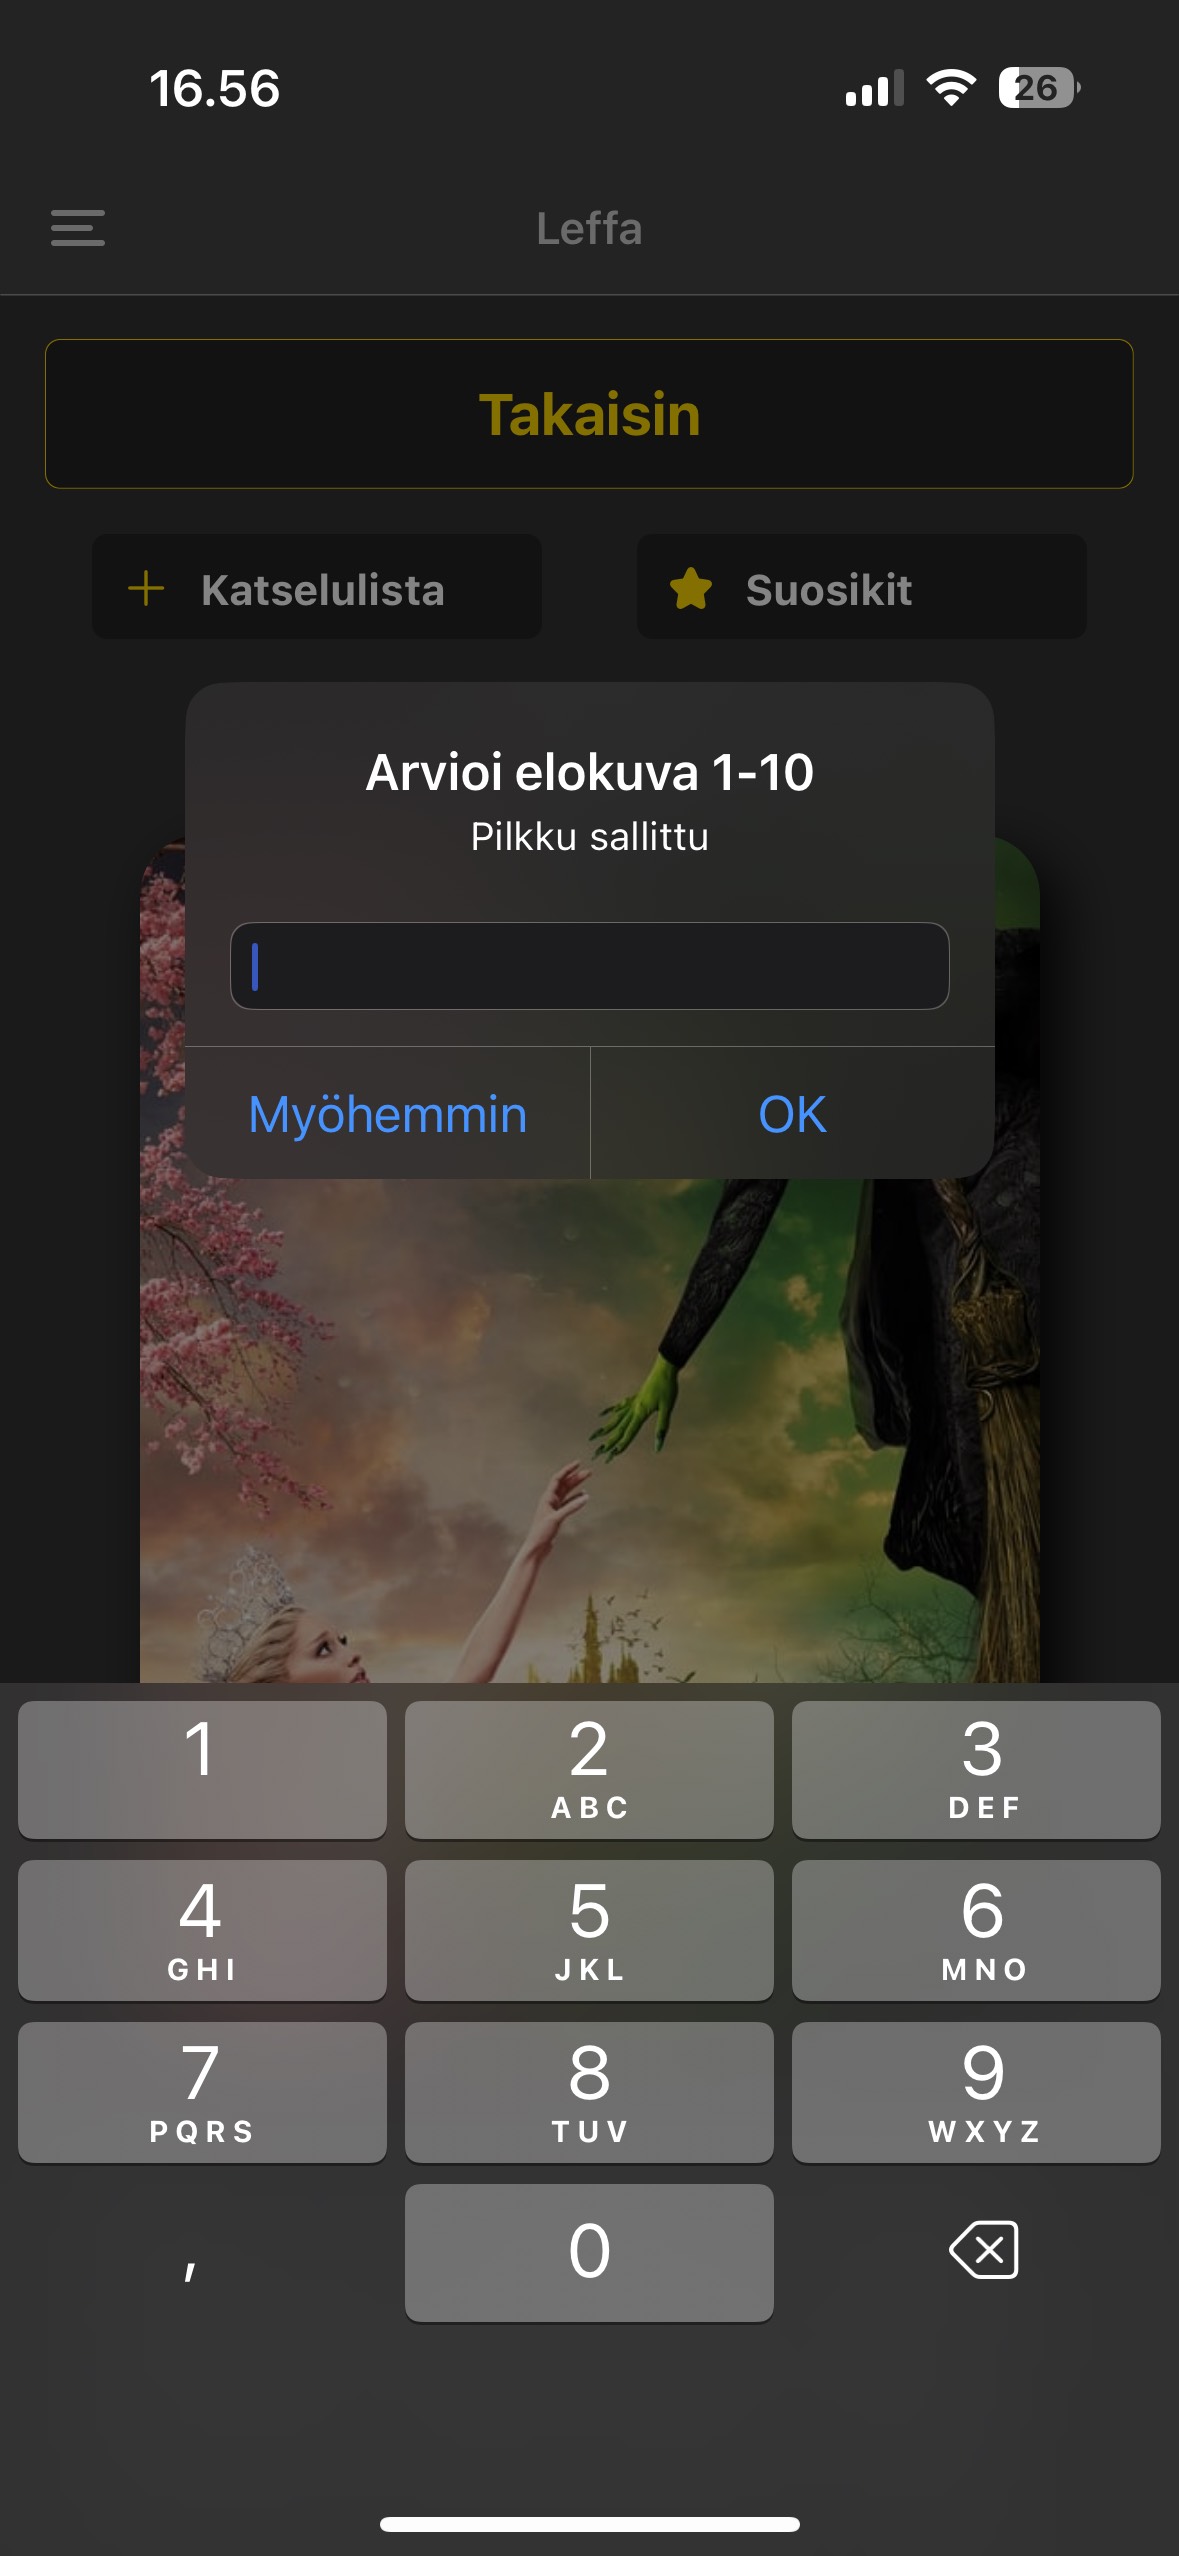 16.56
26
Leffa
Takaisin
Katselulista
Suosikit
Arvioi elokuva 1-10
Pilkku sallittu
Myöhemmin
OK
1
2
ABC
3
DEF
4
GHI
5
JKL
6
MNO
7
PQRS
8
TUV
9
WXYZ
,
0